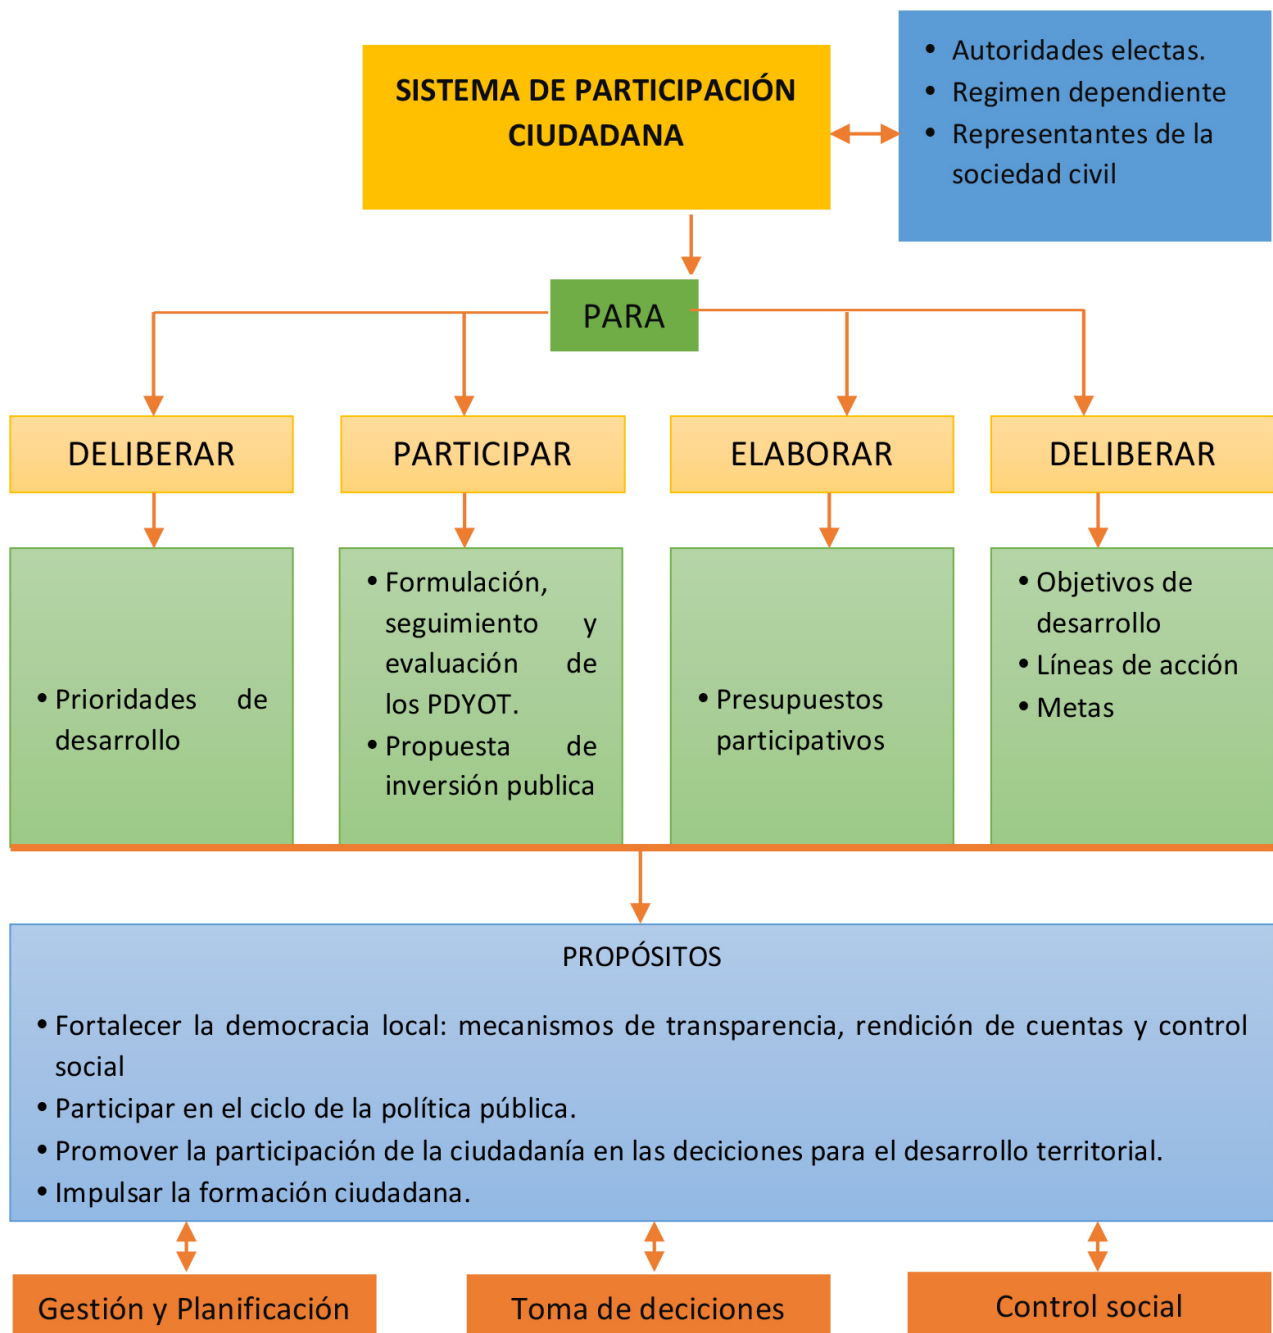 SISTEMA DE PARTICIPACIÓN
CIUDADANA
• Autoridades electas.
• Regimen dependiente
• Representantes de la
sociedad civil
PARA
DELIBERAR
PARTICIPAR
ELABORAR
DELIBERAR
• Prioridades de
desarrollo
• Formulación,
seguimiento y
evaluación de
los PDYOT.
• Propuesta de
inversión publica
• Presupuestos
participativos
• Objetivos de
desarrollo
• Líneas de acción
• Metas
PROPÓSITOS
• Fortalecer la democracia local: mecanismos de transparencia, rendición de cuentas y control
social
• Participar en el ciclo de la política pública.
• Promover la participación de la ciudadanía en las deciciones para el desarrollo territorial.
• Impulsar la formación ciudadana.
Gestión y Planificación
Toma de deciciones
Control social